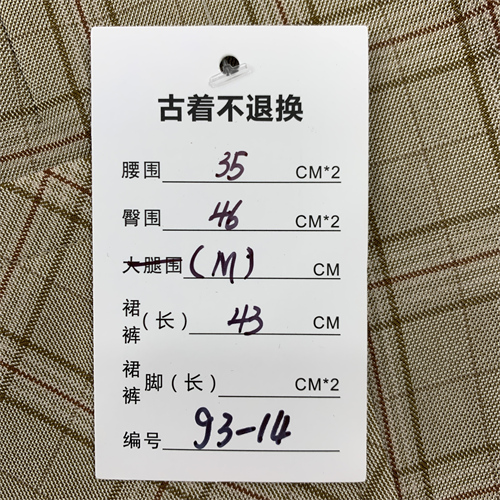 古着不退换
腰围 35 CM*2
臀围 46 CM*2
大腿围 (M) CM
裙裤(长) 43 CM
裙裤脚(长) CM*2
编号 93-14